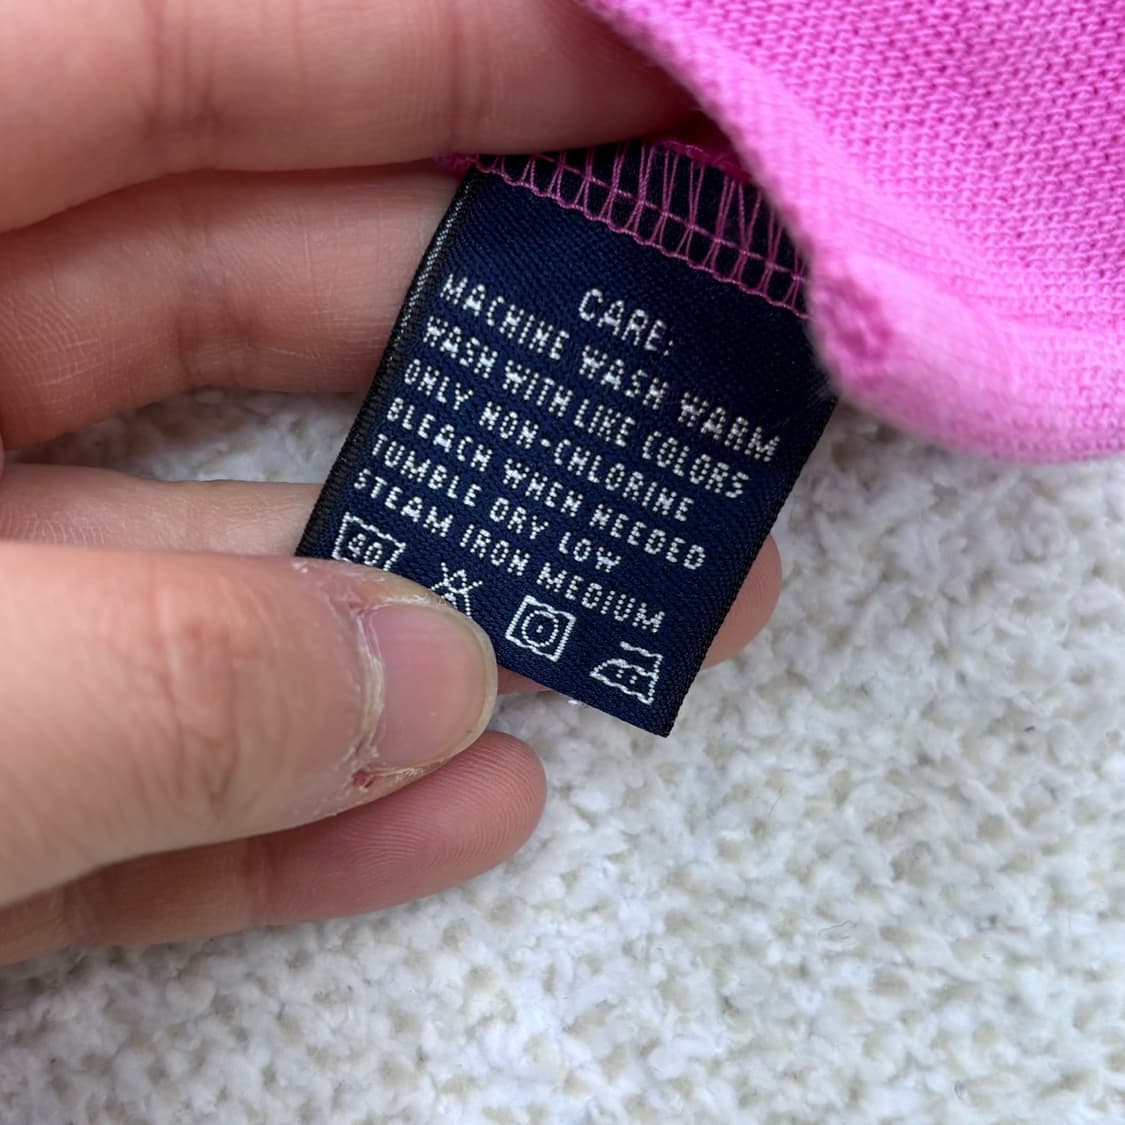 CARE:
MACHINE WASH WARM
WASH WITH LIKE COLORS
ONLY NON-CHLORINE
BLEACH WHEN NEEDED
TUMBLE DRY LOW
STEAM IRON MEDIUM
40